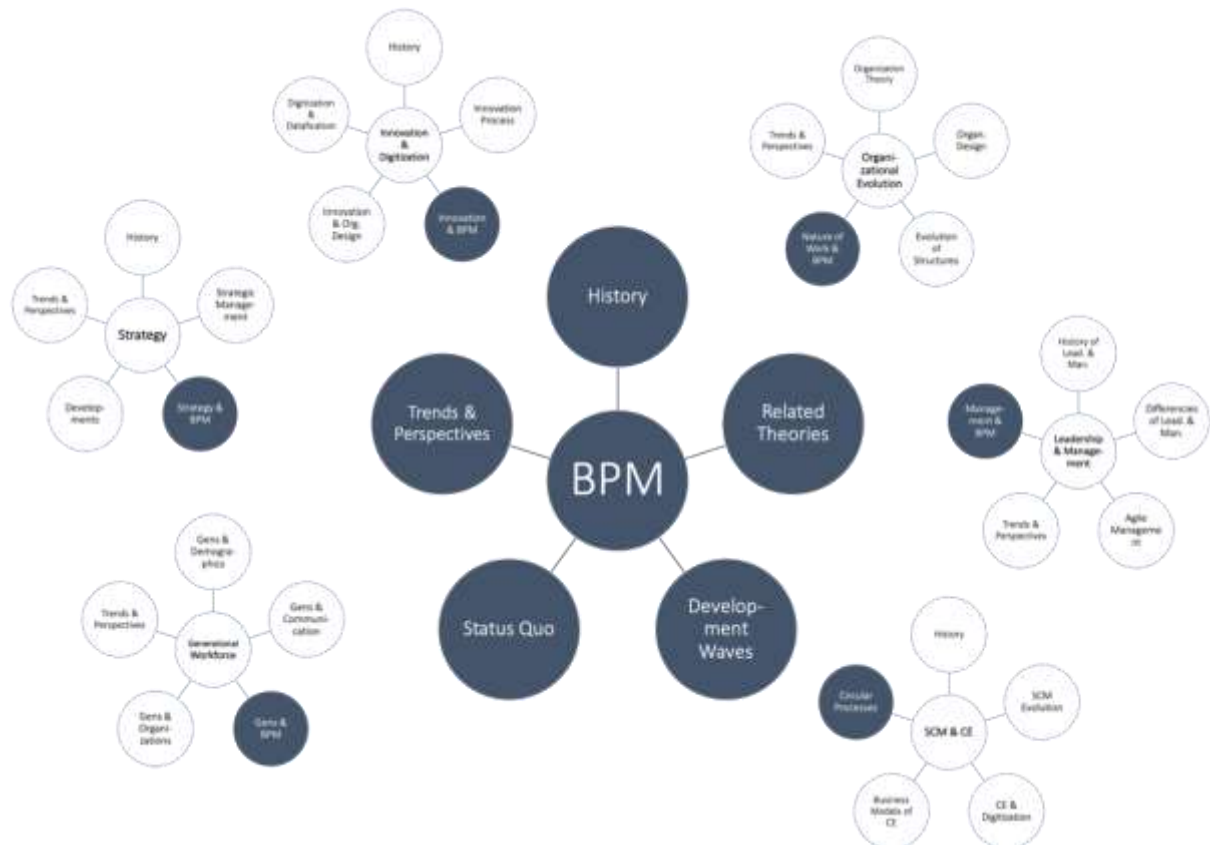 History
Digitization &
Datafication
Innovation
Process
Innovation
&
Digitization
Innovation
& Org.
Design
Innovation
& BPM
Organization
Theory
Trends &
Perspectives
Organ.
Design
Organi-
zational
Evolution
Nature of
Work &
BPM
Evolution
of
Structures
History
Trends &
Perspectives
Strategic
Manage-
ment
Strategy
Develop-
ments
Strategy &
BPM
History
Trends &
Perspectives
Related
Theories
BPM
Status Quo
Develop-
ment
Waves
History of
Lead. &
Man.
Manage-
ment &
BPM
Differencies
of Lead. &
Man.
Leadership
& Manage-
ment
Trends &
Perspectives
Agile
Manageme
nt
Gens &
Demogra-
phics
Trends &
Perspectives
Gens &
Communi-
cation
Generational
Workforce
Gens &
Organi-
zations
Gens &
BPM
History
Circular
Processes
SCM
Evolution
SCM & CE
Business
Models of
CE
CE &
Digitization